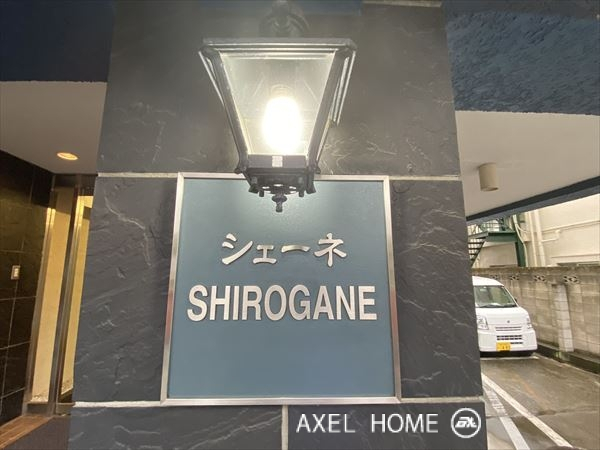 シェーネ
SHIROGANE
AXEL HOME